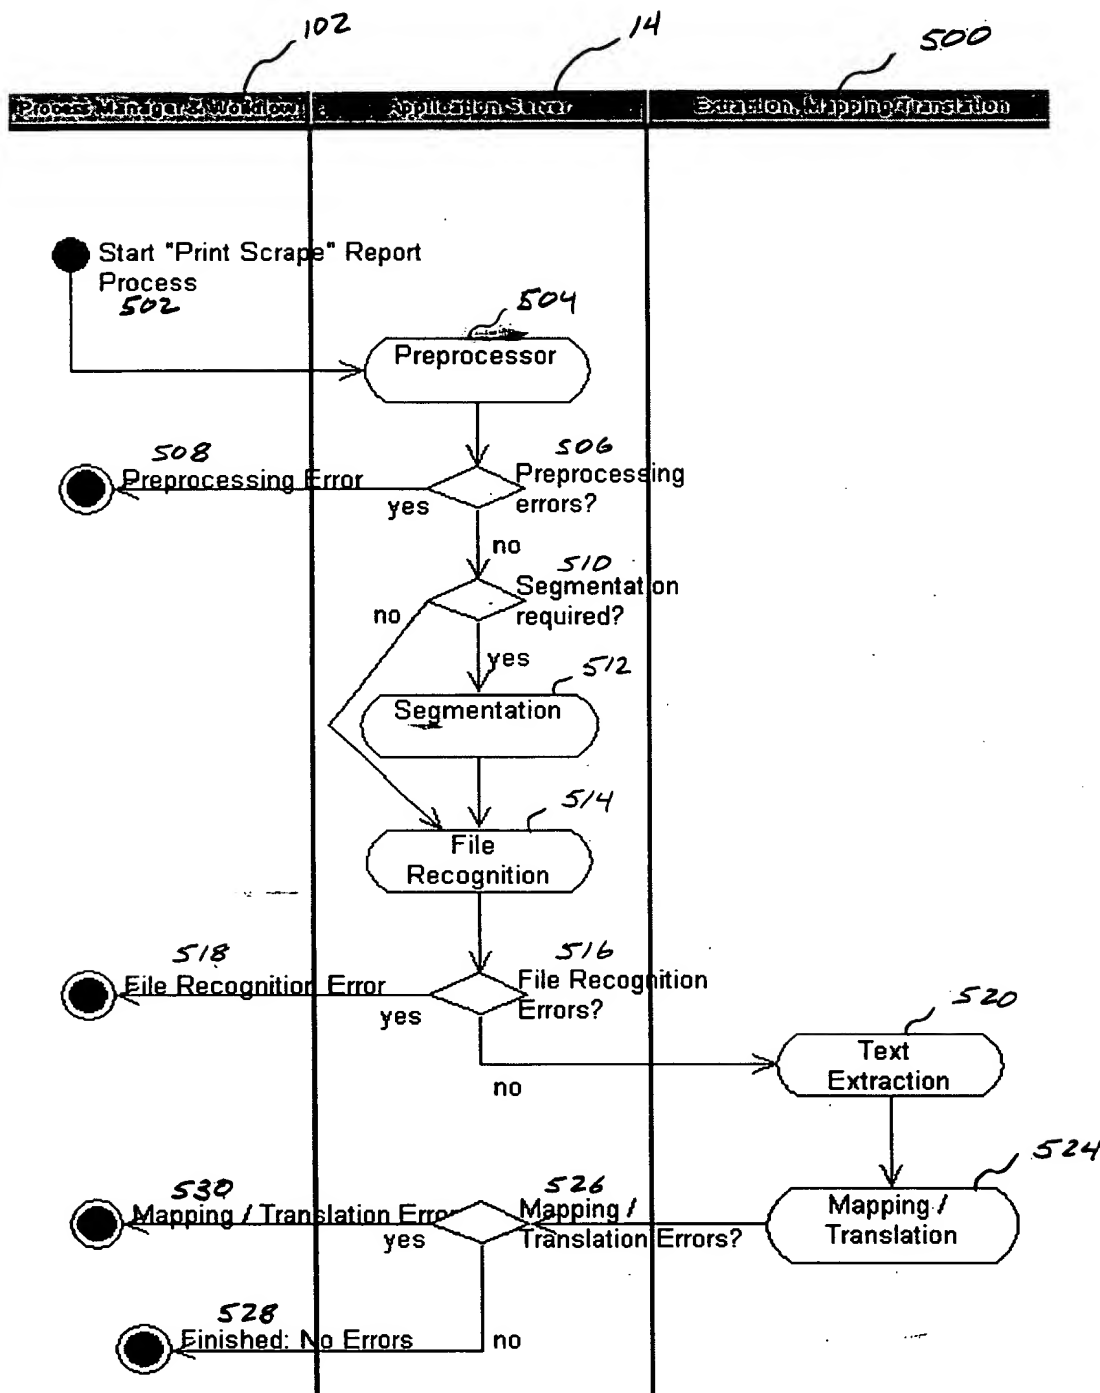 102
14
500
Process Manager & Workflow
Application Server
Extraction, Mapping/Translation
Start "Print Scrape" Report
Process
502
504
Preprocessor
508
Preprocessing Error
506
Preprocessing
errors?
yes
no
510
Segmentation
required?
no
yes
512
Segmentation
514
File
Recognition
518
File Recognition Error
516
File Recognition
Errors?
yes
no
520
Text
Extraction
524
Mapping /
Translation
530
Mapping / Translation Error
526
Mapping /
Translation Errors?
yes
528
Finished: No Errors
no